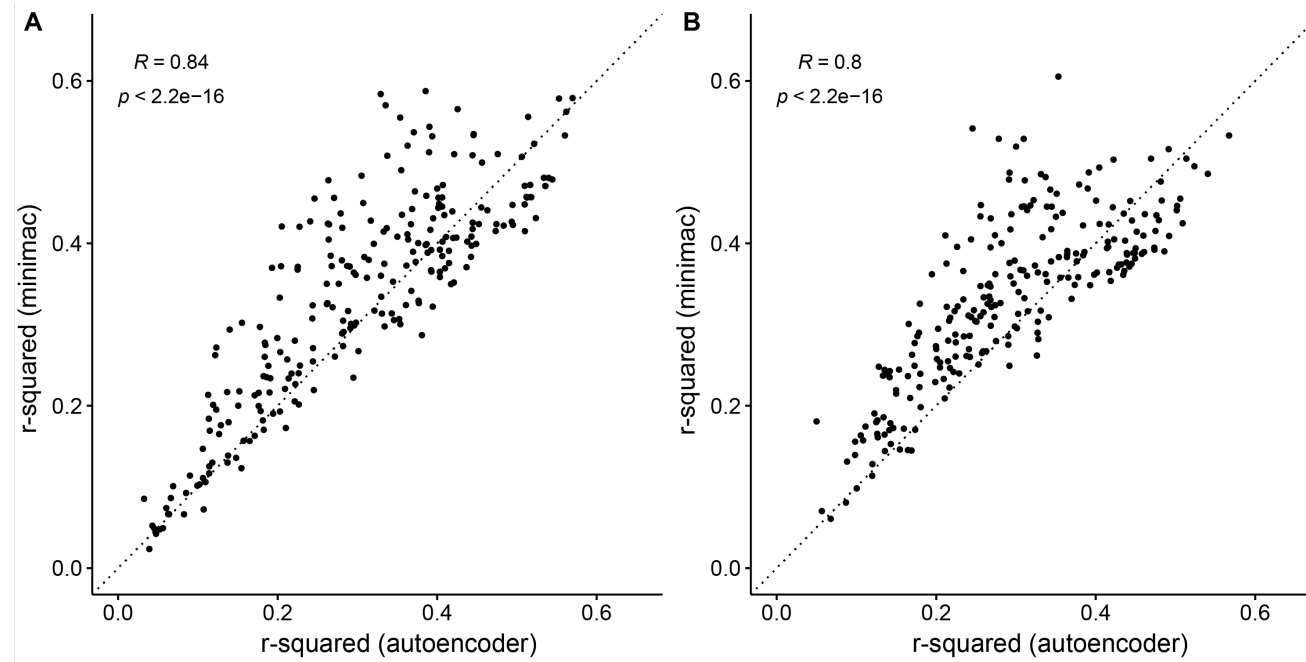 A
R = 0.84
p < 2.2e−16
0.6
0.4
0.2
0.0
r-squared (minimac)
0.0 0.2 0.4 0.6
r-squared (autoencoder)
B
R = 0.8
p < 2.2e−16
0.6
0.4
0.2
0.0
r-squared (minimac)
0.0 0.2 0.4 0.6
r-squared (autoencoder)